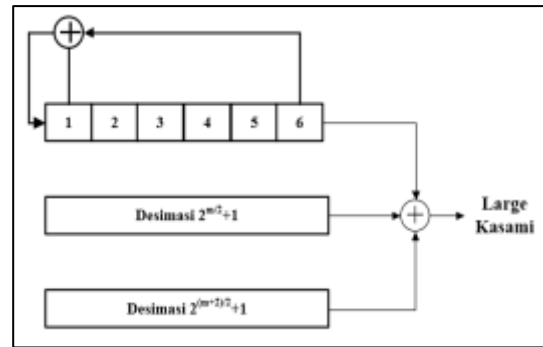 1 2 3 4 5 6
Desimasi 2^{m/2}+1
Large
Kasami
Desimasi 2^{(m+2)/2}+1